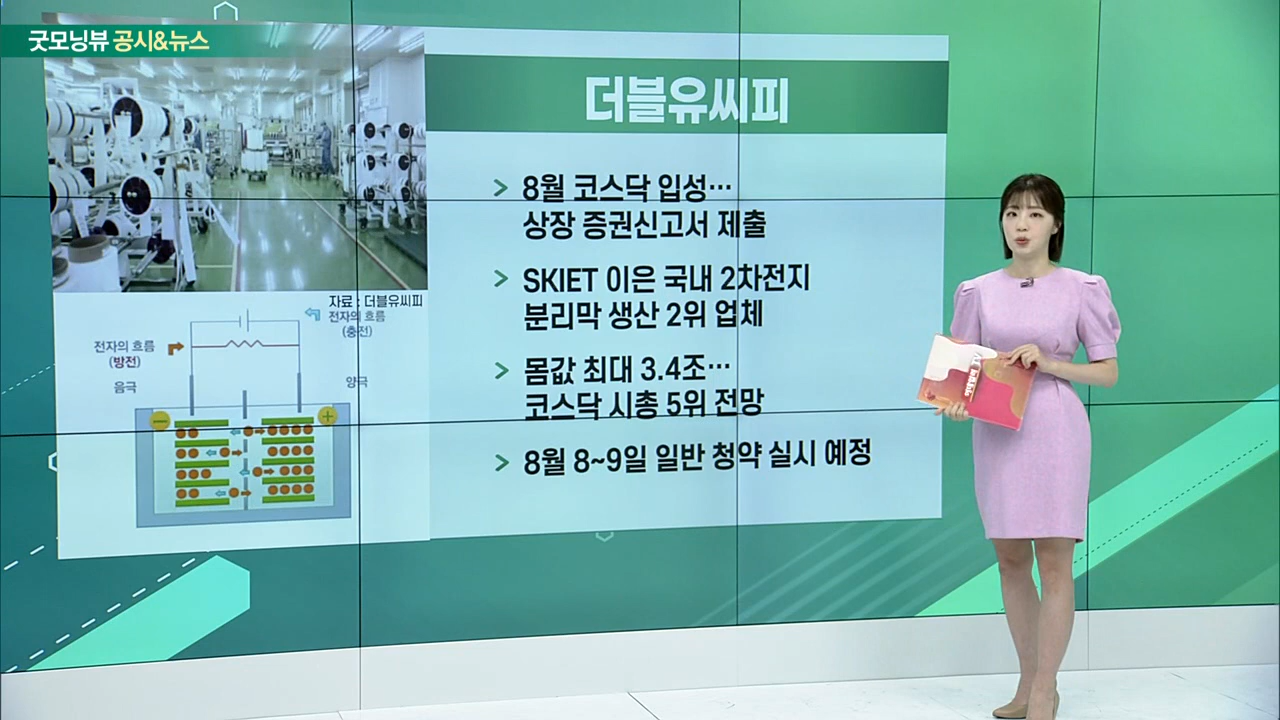 굿모닝뷰 공시&뉴스
더블유씨피
8월 코스닥 입성…
상장 증권신고서 제출
SKIET 이은 국내 2차전지
분리막 생산 2위 업체
몸값 최대 3.4조…
코스닥 시총 5위 전망
8월 8~9일 일반 청약 실시 예정
자료 : 더블유씨피
전자의 흐름
(충전)
전자의 흐름
(방전)
음극
양극
− +